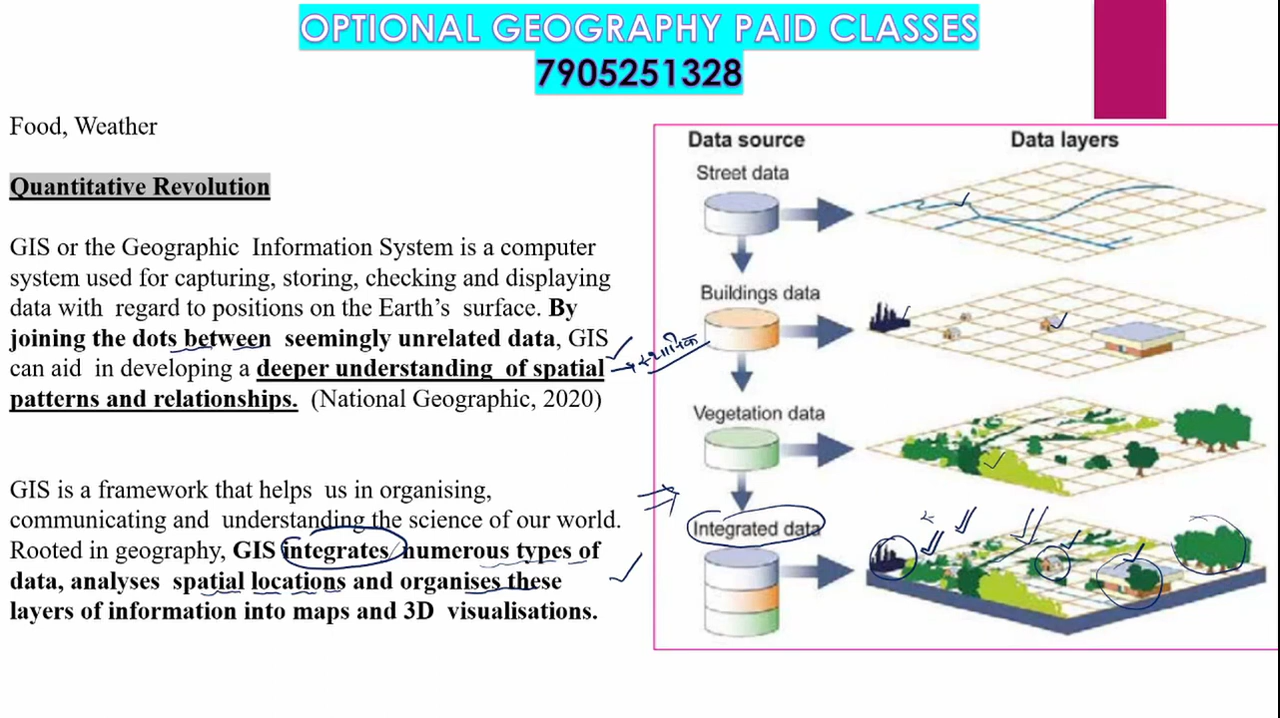 OPTIONAL GEOGRAPHY PAID CLASSES
7905251328
Food, Weather
Quantitative Revolution
GIS or the Geographic Information System is a computer
system used for capturing, storing, checking and displaying
data with regard to positions on the Earth’s surface. By
joining the dots between seemingly unrelated data, GIS
can aid in developing a deeper understanding of spatial
patterns and relationships. (National Geographic, 2020)
GIS is a framework that helps us in organising,
communicating and understanding the science of our world.
Rooted in geography, GIS integrates numerous types of
data, analyses spatial locations and organises these
layers of information into maps and 3D visualisations.
स्थानिक
Data source
Data layers
Street data
Buildings data
Vegetation data
Integrated data